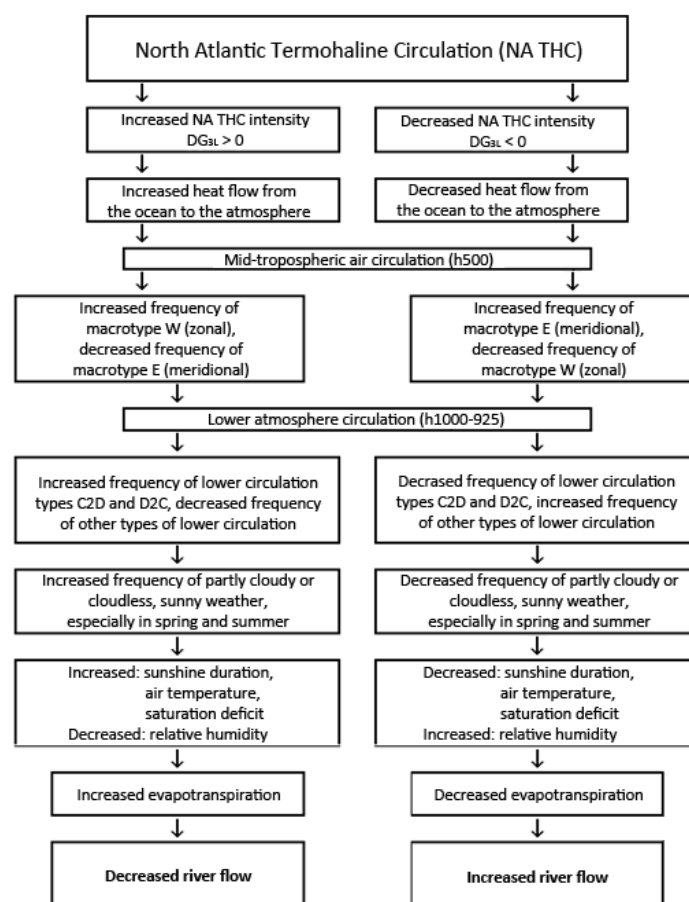 North Atlantic Termohaline Circulation (NA THC)
Increased NA THC intensity
DG3L > 0
Decreased NA THC intensity
DG3L < 0
Increased heat flow from
the ocean to the atmosphere
Decreased heat flow from
the ocean to the atmosphere
Mid-tropospheric air circulation (h500)
Increased frequency of
macrotype W (zonal),
decreased frequency of
macrotype E (meridional)
Increased frequency of
macrotype E (meridional),
decreased frequency of
macrotype W (zonal)
Lower atmosphere circulation (h1000-925)
Increased frequency of lower circulation
types C2D and D2C, decreased frequency
of other types of lower circulation
Decrased frequency of lower circulation
types C2D and D2C, increased frequency
of other types of lower circulation
Increased frequency of partly cloudy or
cloudless, sunny weather,
especially in spring and summer
Decreased frequency of partly cloudy or
cloudless, sunny weather,
especially in spring and summer
Increased: sunshine duration,
air temperature,
saturation deficit
Decreased: relative humidity
Decreased: sunshine duration,
air temperature,
saturation deficit
Increased: relative humidity
Increased evapotranspiration
Decreased evapotranspiration
Decreased river flow
Increased river flow